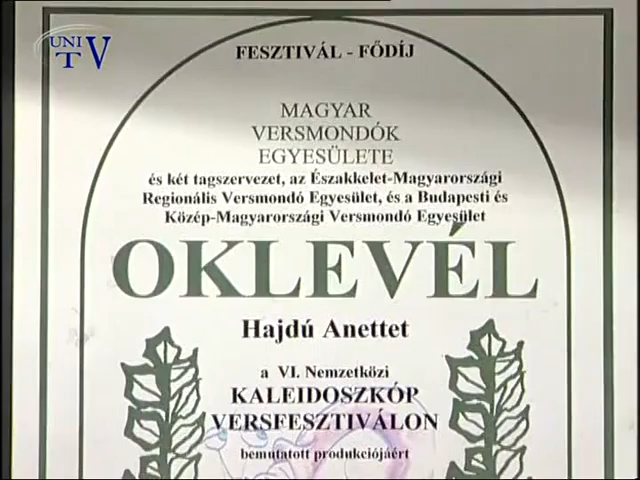 UNI
TV
FESZTIVÁL - FŐDÍJ
MAGYAR
VERSMONDÓK
EGYESÜLETE
és két tagszervezet, az Északkelet-Magyarországi
Regionális Versmondó Egyesület, és a Budapesti és
Közép-Magyarországi Versmondó Egyesület
OKLEVÉL
Hajdú Anettet
a VI. Nemzetközi
KALEIDOSZKÓP
VERSFESZTIVÁLON
bemutatott produkciójáért